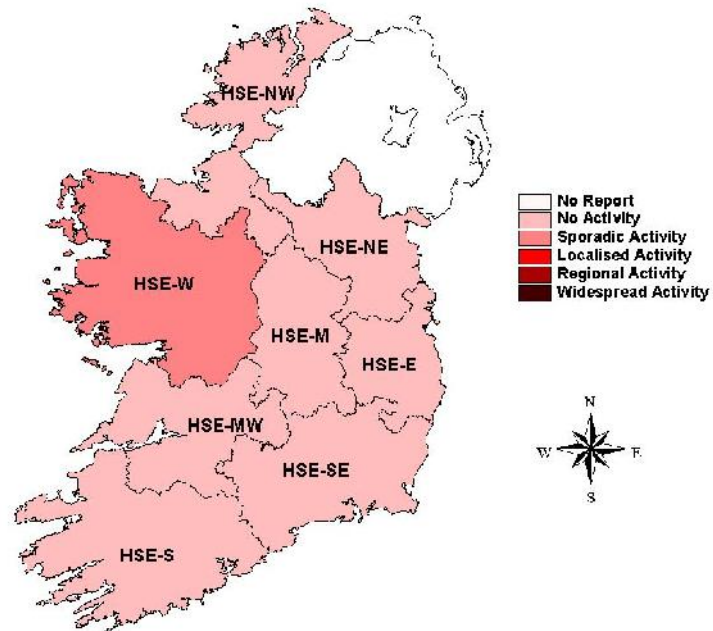 HSE-NW
HSE-NE
HSE-W
HSE-M
HSE-E
HSE-MW
HSE-SE
HSE-S
No Report
No Activity
Sporadic Activity
Localised Activity
Regional Activity
Widespread Activity
N
W E
S